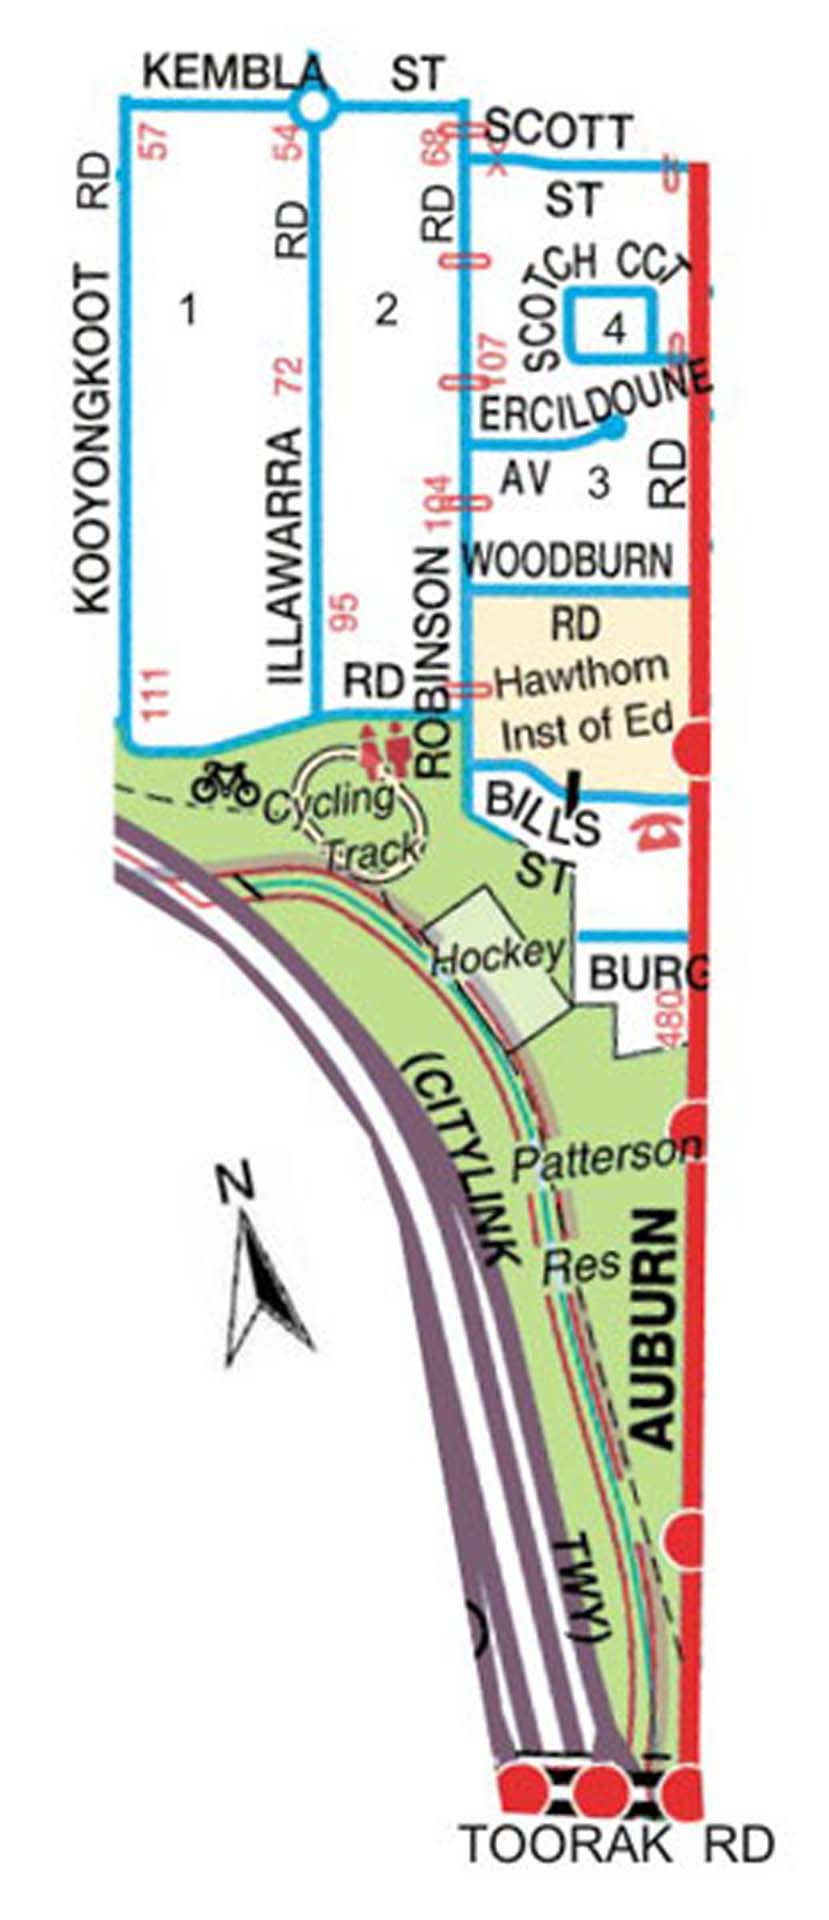 KEMBLA ST
57
54
68
SCOTT
ST
RD
RD
RD
SCOTCH CCT
1
2
4
KOOYONGKOOT
72
107
ERCILDOUNE
AV
3
RD
ILLAWARRA
104
ROBINSON
WOODBURN
RD
95
111
RD
Hawthorn
Inst of Ed
Cycling
Track
BILLS
ST
Hockey
BURG
480
(CITYLINK
Patterson
N
Res
AUBURN
TWY)
TOORAK RD